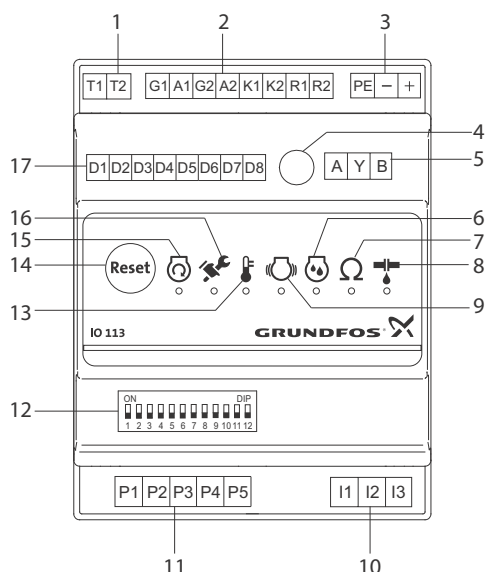 1 2 3
T1 T2 G1 A1 G2 A2 K1 K2 R1 R2 PE − +
4
17 D1 D2 D3 D4 D5 D6 D7 D8 A Y B 5
16 6
15 7
14 Reset Ω 8
13 9
IO 113 GRUNDFOS
12 ON DIP
1 2 3 4 5 6 7 8 9 10 11 12
P1 P2 P3 P4 P5 I1 I2 I3
11 10